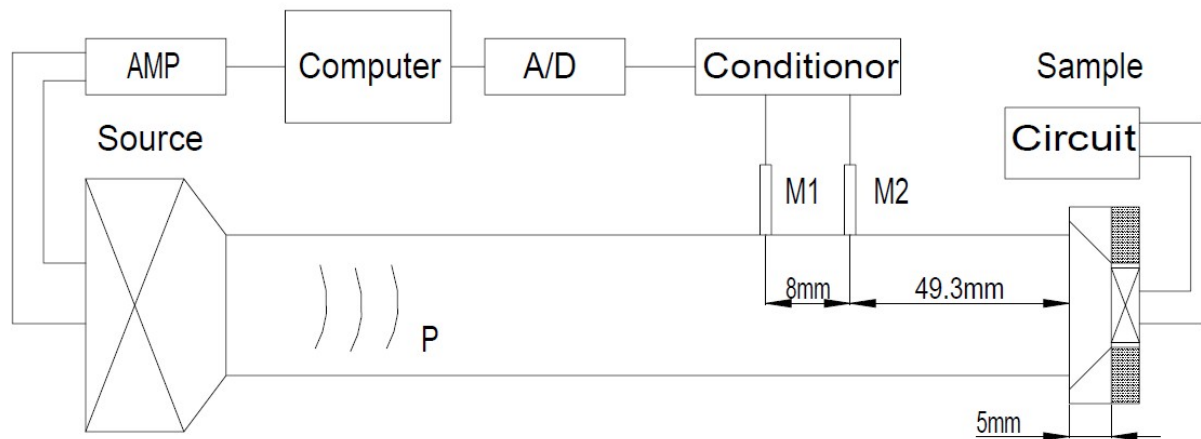 AMP
Computer
A/D
Conditionor
Sample
Source
Circuit
M1
M2
8mm
49.3mm
P
5mm